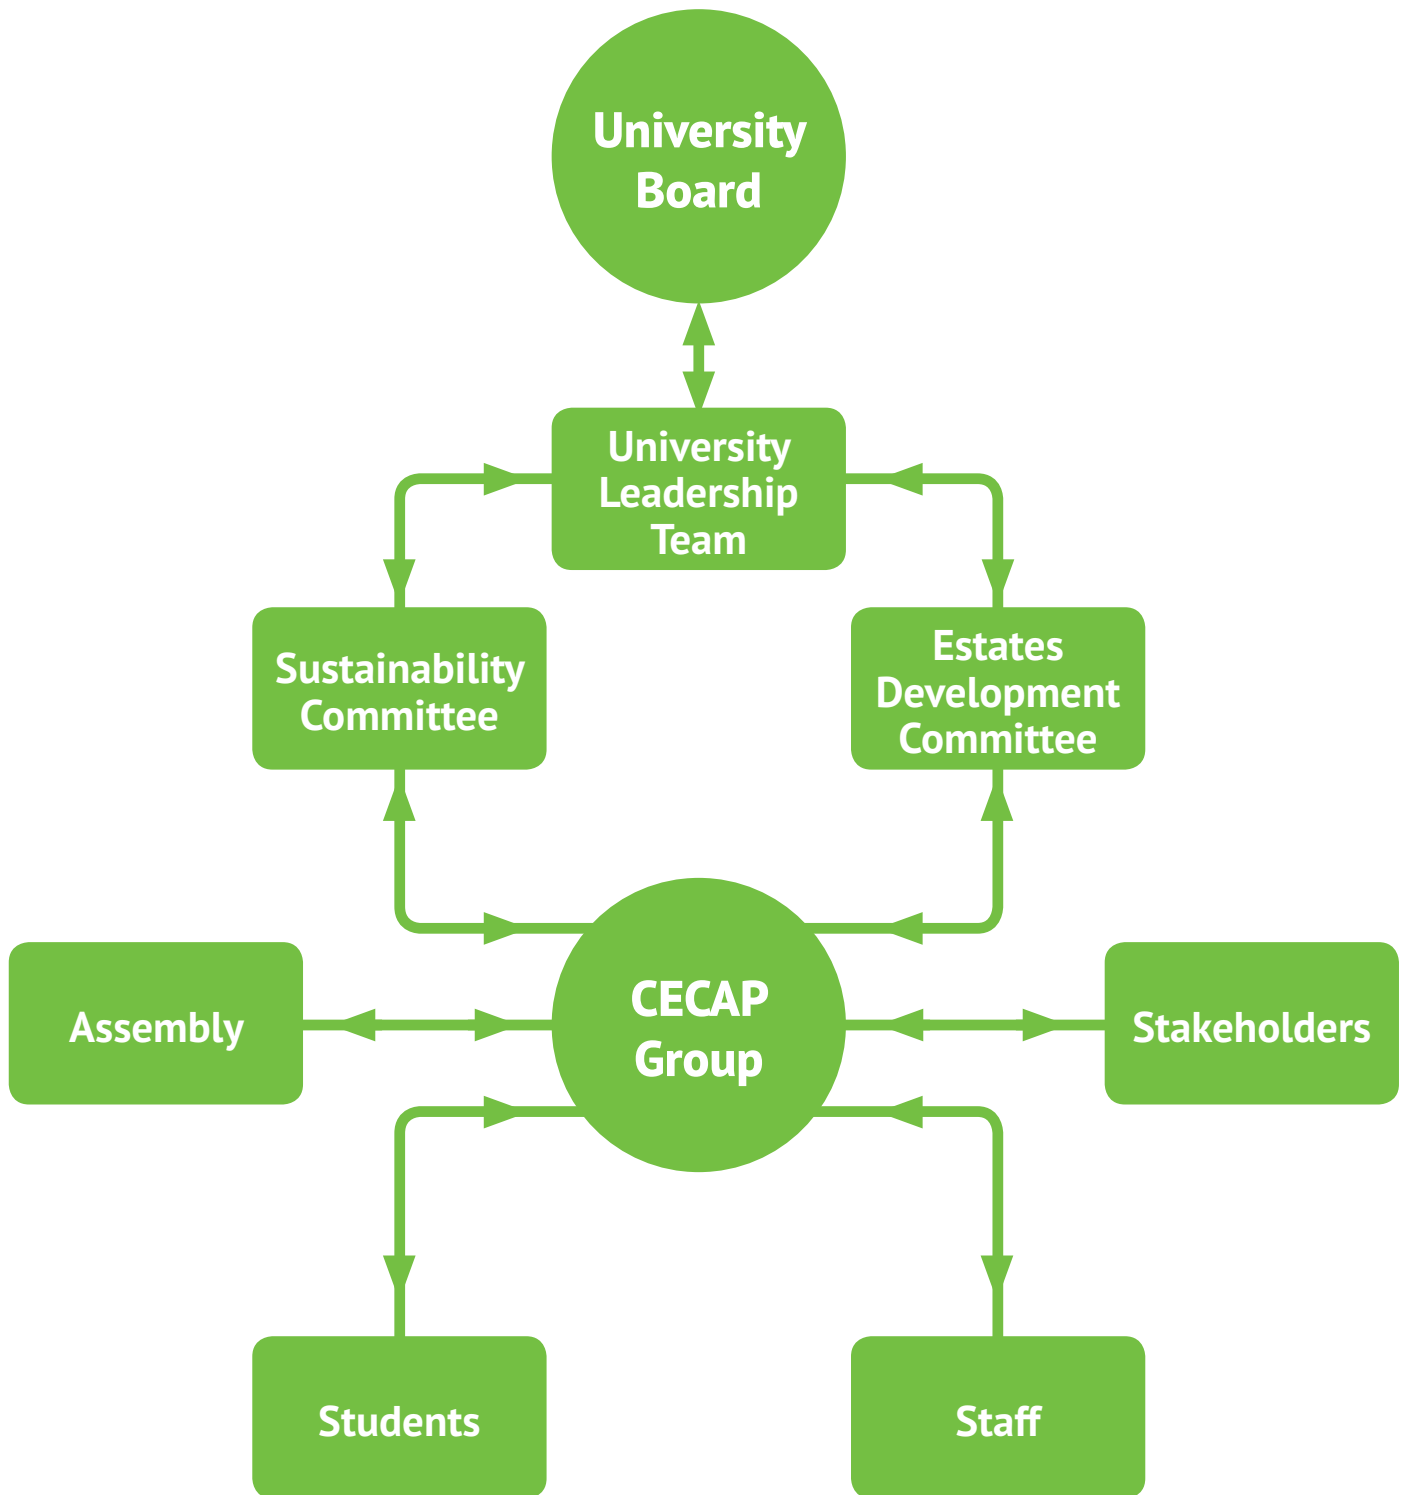 University
Board
University
Leadership
Team
Sustainability
Committee
Estates
Development
Committee
CECAP
Group
Assembly
Stakeholders
Students
Staff